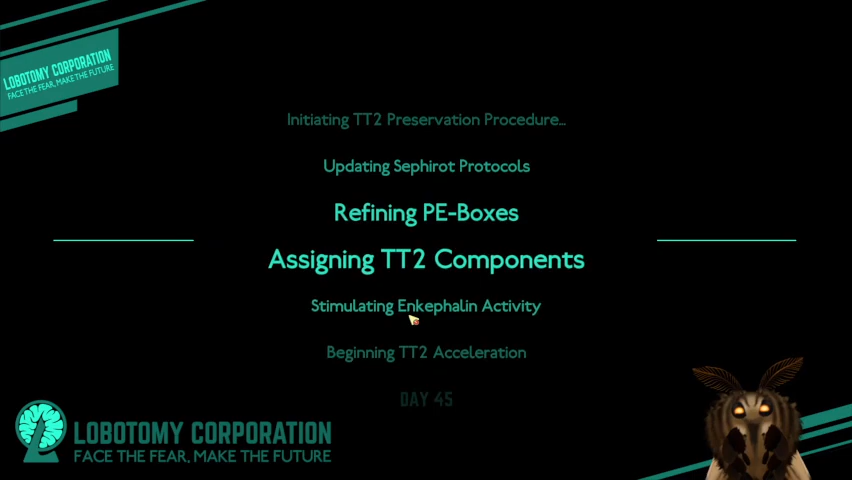 LOBOTOMY CORPORATION
FACE THE FEAR, MAKE THE FUTURE
Initiating TT2 Preservation Procedure...
Updating Sephirot Protocols
Refining PE-Boxes
Assigning TT2 Components
Stimulating Enkephalin Activity
Beginning TT2 Acceleration
DAY 45
LOBOTOMY CORPORATION
FACE THE FEAR, MAKE THE FUTURE